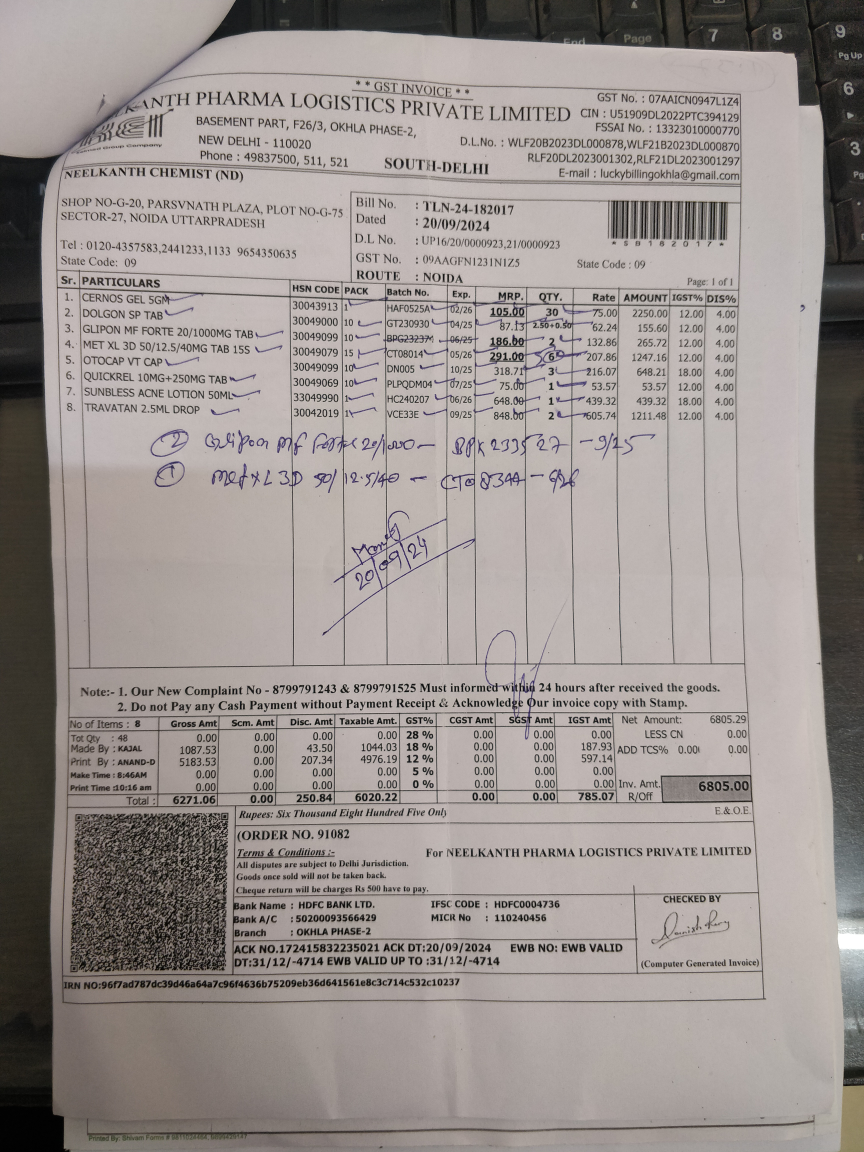 ** GST INVOICE **
KANTH PHARMA LOGISTICS PRIVATE LIMITED
BASEMENT PART, F26/3, OKHLA PHASE-2,
NEW DELHI - 110020
Phone : 49837500, 511, 521
SOUTH-DELHI
GST No. : 07AAICN0947L1Z4
CIN : U51909DL2022PTC394129
FSSAI No. : 13323010000770
D.L.No. : WLF20B2023DL000878,WLF21B2023DL000870
RLF20DL2023001302,RLF21DL2023001297
E-mail : luckybillingokhla@gmail.com
NEELKANTH CHEMIST (ND)
SHOP NO-G-20, PARSVNATH PLAZA, PLOT NO-G-75
SECTOR-27, NOIDA UTTARPRADESH
Tel : 0120-4357583,2441233,1133 9654350635
State Code: 09
Bill No. : TLN-24-182017
Dated : 20/09/2024
D.L No. : UP16/20/0000923,21/0000923
GST No. : 09AAGFN1231N1Z5
State Code : 09
ROUTE : NOIDA
*S182017*
Page: 1 of 1
Sr. PARTICULARS HSN CODE PACK Batch No. Exp. MRP. QTY. Rate AMOUNT IGST% DIS%
1. CERNOS GEL 5GM 30043913 1 HAF0525A 02/26 105.00 30 75.00 2250.00 12.00 4.00
2. DOLGON SP TAB 30049000 10 GT230930 04/25 87.13 2.50+0.50 62.24 155.60 12.00 4.00
3. GLIPON MF FORTE 20/1000MG TAB 30049099 10 BPG23237M 06/25 186.00 2 132.86 265.72 12.00 4.00
4. MET XL 3D 50/12.5/40MG TAB 15S 30049079 15 CT08014 05/26 291.00 6 207.86 1247.16 12.00 4.00
5. OTOCAP VT CAP 30049099 10 DN005 10/25 318.71 3 216.07 648.21 18.00 4.00
6. QUICKREL 10MG+250MG TAB 30049069 10 PLPQDM04 07/25 75.00 1 53.57 53.57 12.00 4.00
7. SUNBLESS ACNE LOTION 50ML 33049990 1 HC240207 06/26 648.00 1 439.32 439.32 18.00 4.00
8. TRAVATAN 2.5ML DROP 30042019 1 VCE33E 09/25 848.00 2 605.74 1211.48 12.00 4.00
② Glipon MF Forte 20/1000 - BPK233527 - 9/25
① Met XL 3D 50/12.5/40 - CT08344 - 6/26
20/09/24
Note:- 1. Our New Complaint No - 8799791243 & 8799791525 Must informed within 24 hours after received the goods.
2. Do not Pay any Cash Payment without Payment Receipt & Acknowledge Our invoice copy with Stamp.
No of Items : 8 Gross Amt Scm. Amt Disc. Amt Taxable Amt. GST% CGST Amt SGST Amt IGST Amt
Tot Qty : 48 0.00 0.00 0.00 0.00 28 % 0.00 0.00 0.00
Made By : KAJAL 1087.53 0.00 43.50 1044.03 18 % 0.00 0.00 187.93
Print By : ANAND-D 5183.53 0.00 207.34 4976.19 12 % 0.00 0.00 597.14
Make Time : 8:46AM 0.00 0.00 0.00 0.00 5 % 0.00 0.00 0.00
Print Time :10:16 am 0.00 0.00 0.00 0.00 0 % 0.00 0.00 0.00
Total : 6271.06 0.00 250.84 6020.22 0.00 0.00 785.07
Net Amount: 6805.29
LESS CN 0.00
ADD TCS% 0.00 0.00
Inv. Amt. 6805.00
R/Off
Rupees: Six Thousand Eight Hundred Five Only
E.&.O.E.
(ORDER NO. 91082
Terms & Conditions :-
All disputes are subject to Delhi Jurisdiction.
Goods once sold will not be taken back.
Cheque return will be charges Rs 500 have to pay.
For NEELKANTH PHARMA LOGISTICS PRIVATE LIMITED
Bank Name : HDFC BANK LTD. IFSC CODE : HDFC0004736
Bank A/C : 50200093566429 MICR No : 110240456
Branch : OKHLA PHASE-2
CHECKED BY
(Computer Generated Invoice)
ACK NO.172415832235021 ACK DT:20/09/2024 EWB NO: EWB VALID
DT:31/12/-4714 EWB VALID UP TO :31/12/-4714
IRN NO:96f7ad787dc39d46a64a7c96f4636b75209eb36d641561e8c3c714c532c10237